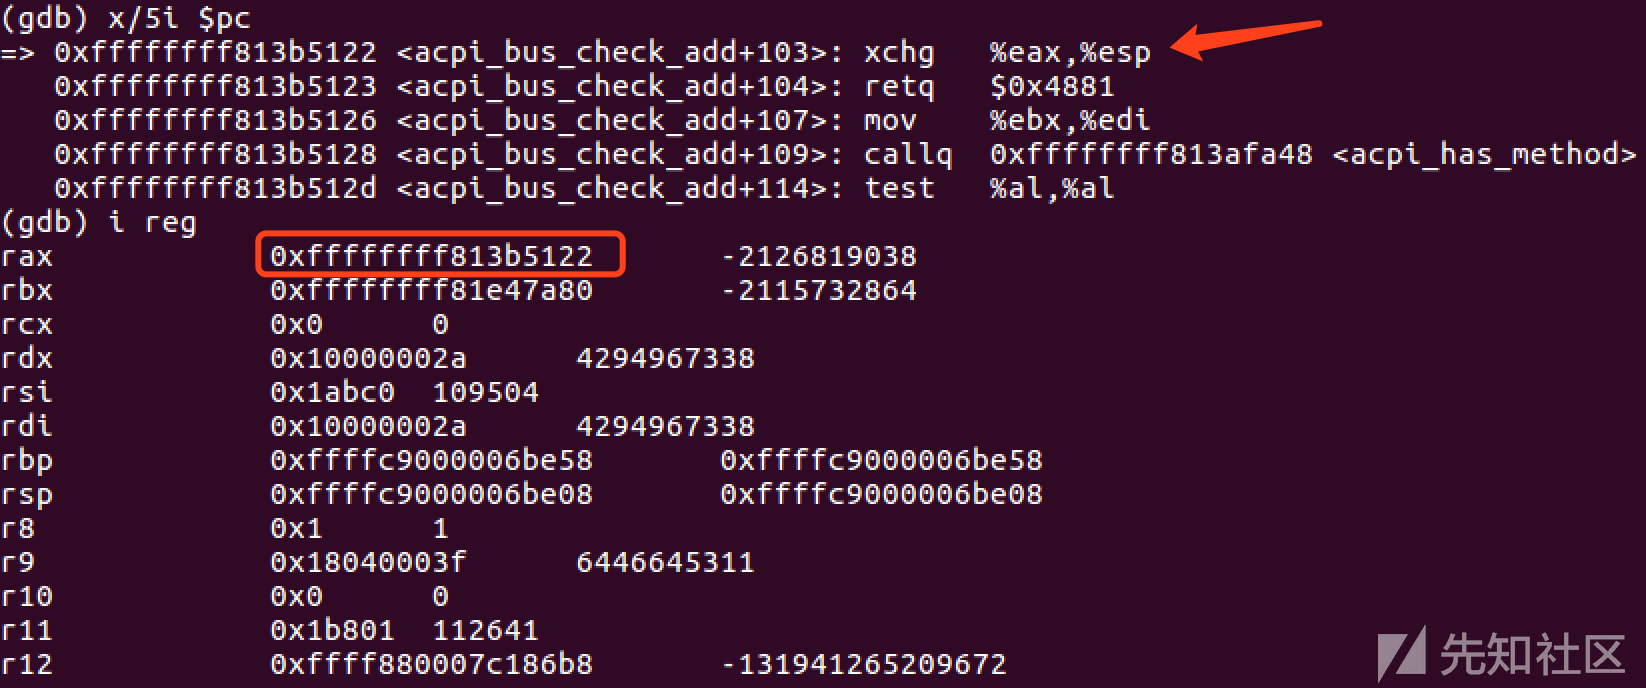 (gdb) x/5i $pc
=> 0xffffffff813b5122 <acpi_bus_check_add+103>: xchg   %eax,%esp
   0xffffffff813b5123 <acpi_bus_check_add+104>: retq   $0x4881
   0xffffffff813b5126 <acpi_bus_check_add+107>: mov    %ebx,%edi
   0xffffffff813b5128 <acpi_bus_check_add+109>: callq  0xffffffff813afa48 <acpi_has_method>
   0xffffffff813b512d <acpi_bus_check_add+114>: test   %al,%al
(gdb) i reg
rax            0xffffffff813b5122       -2126819038
rbx            0xffffffff81e47a80       -2115732864
rcx            0x0      0
rdx            0x10000002a      4294967338
rsi            0x1abc0  109504
rdi            0x10000002a      4294967338
rbp            0xffffc9000006be58       0xffffc9000006be58
rsp            0xffffc9000006be08       0xffffc9000006be08
r8             0x1      1
r9             0x18040003f      6446645311
r10            0x0      0
r11            0x1b801  112641
r12            0xffff880007c186b8       -131941265209672
先知社区